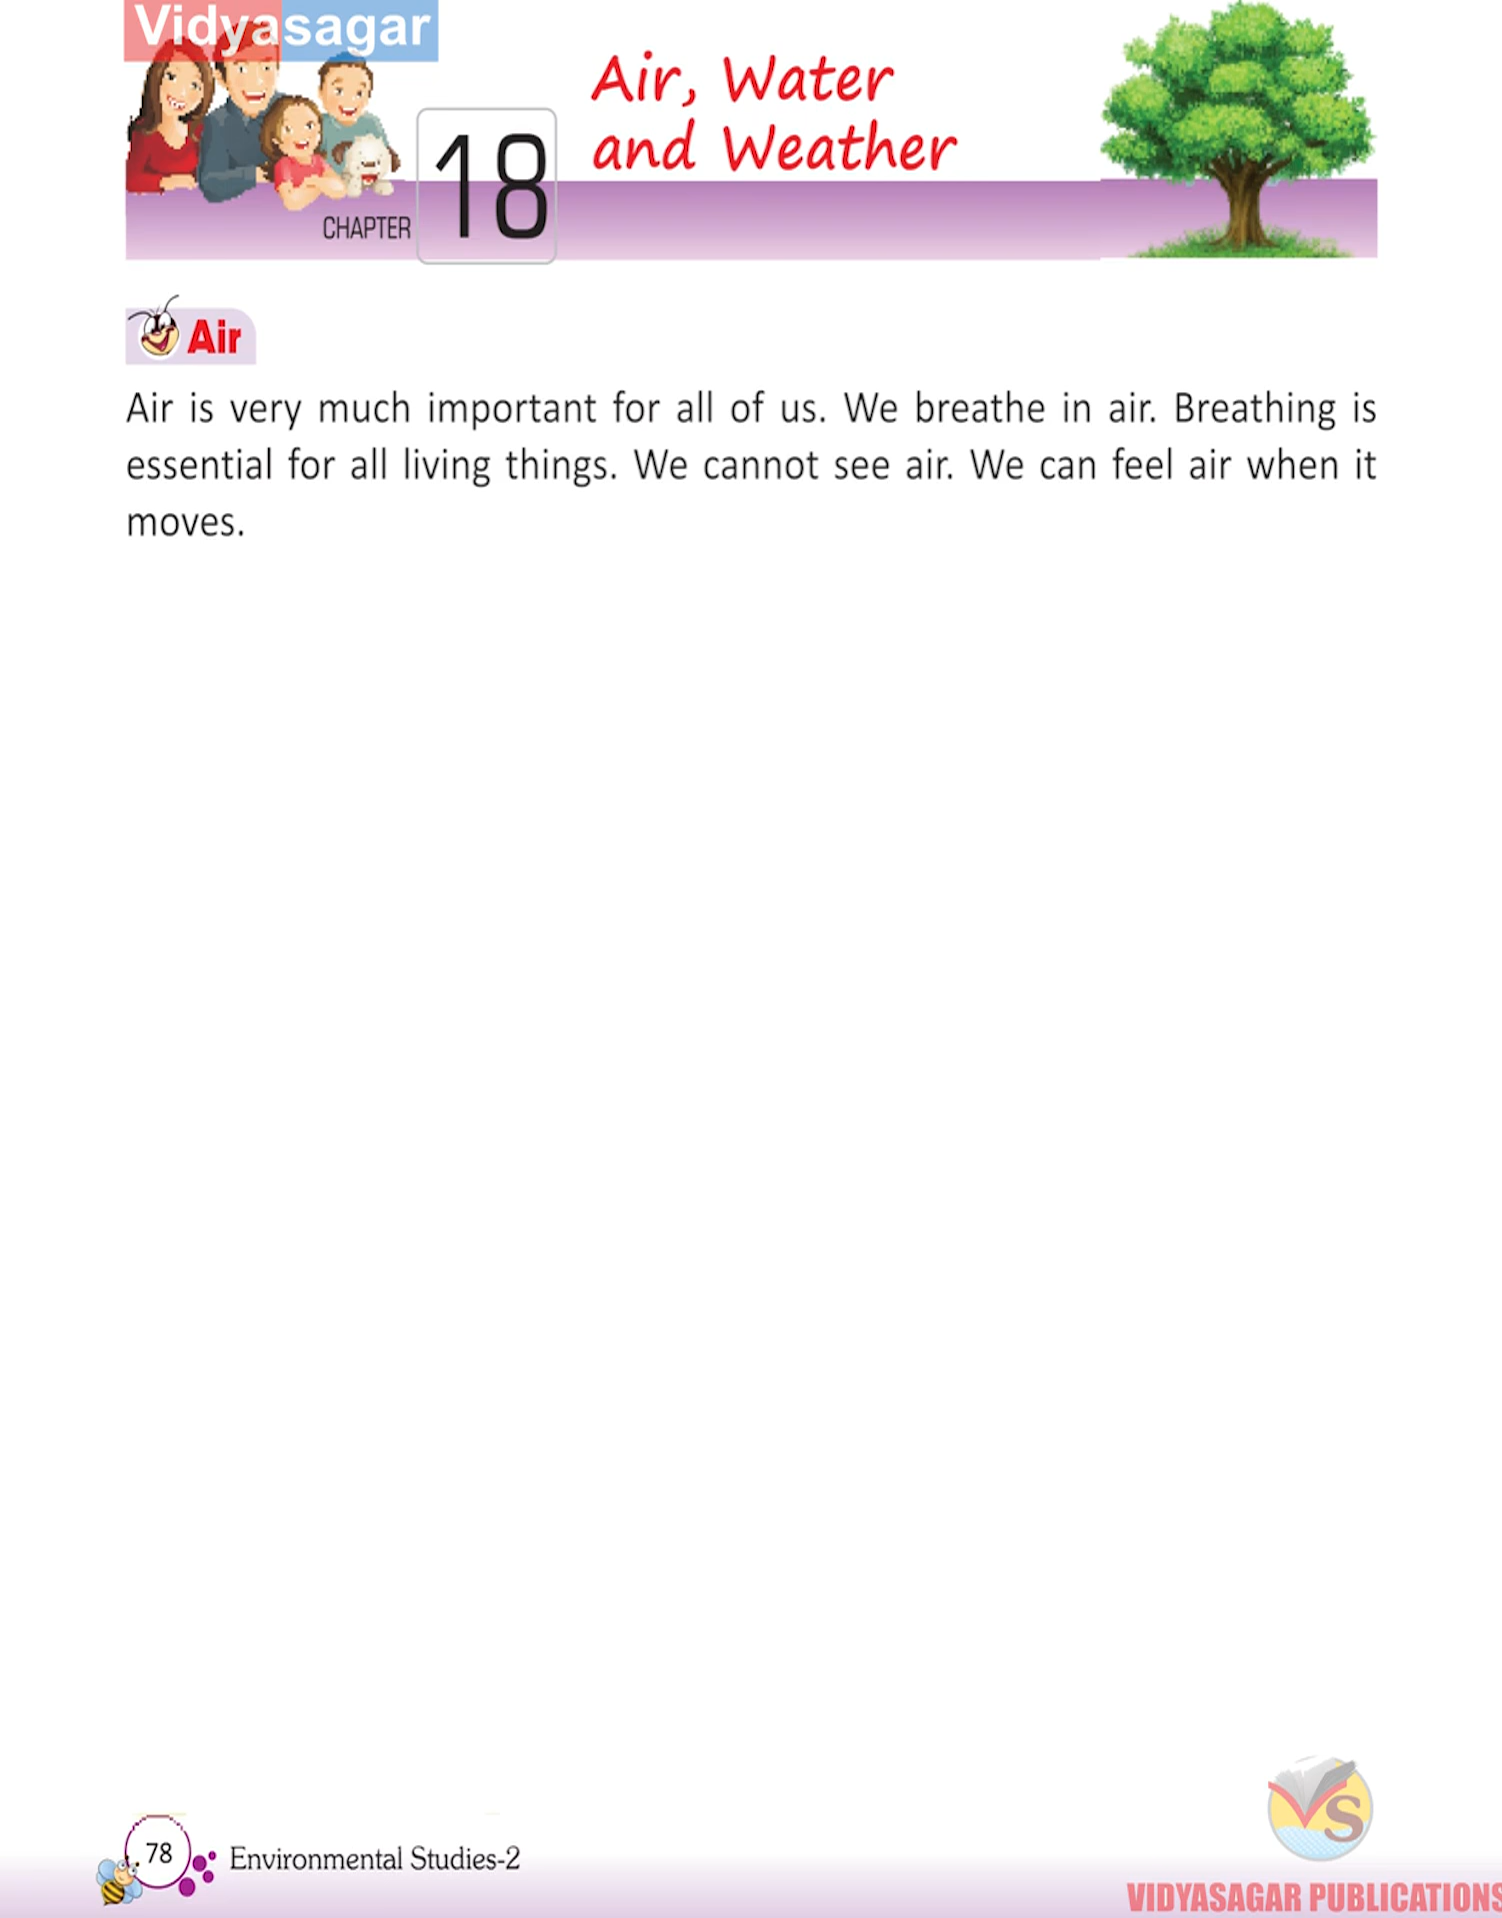 Vidyasagar
Air, Water
and Weather
CHAPTER 18
Air
Air is very much important for all of us. We breathe in air. Breathing is
essential for all living things. We cannot see air. We can feel air when it
moves.
VS
78 Environmental Studies-2
VIDYASAGAR PUBLICATIONS